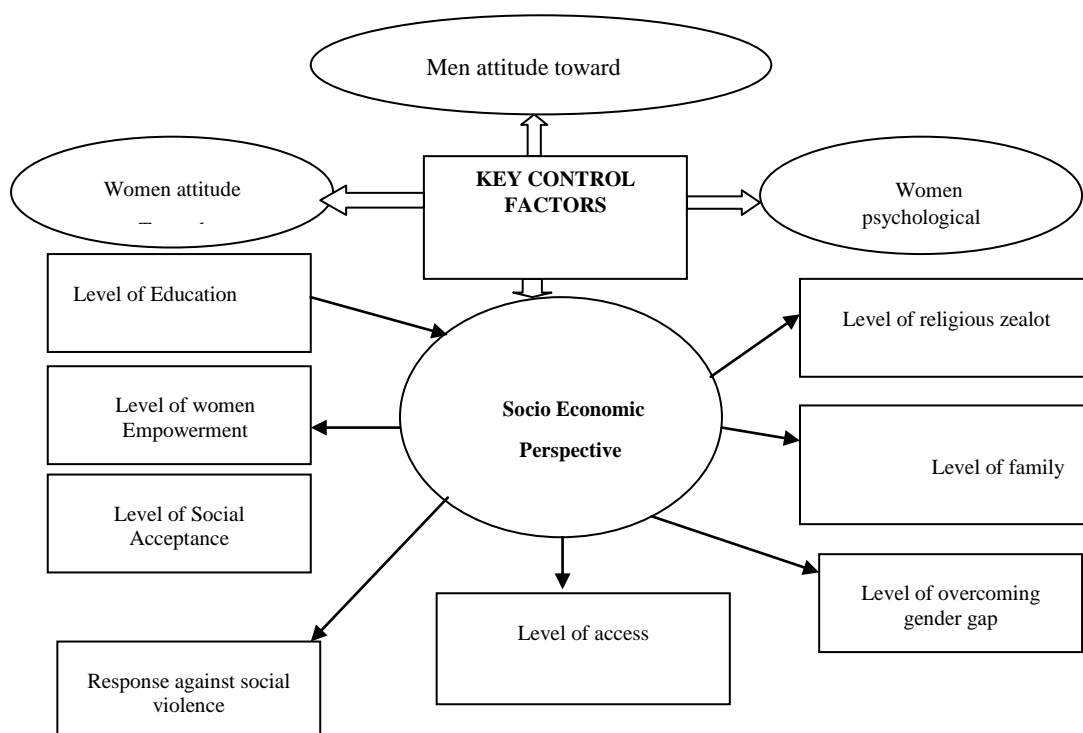 Men attitude toward
KEY CONTROL
FACTORS
Women attitude
Women
psychological
Level of Education
Level of religious zealot
Level of women
Empowerment
Socio Economic
Perspective
Level of family
Level of Social
Acceptance
Level of overcoming
gender gap
Level of access
Response against social
violence